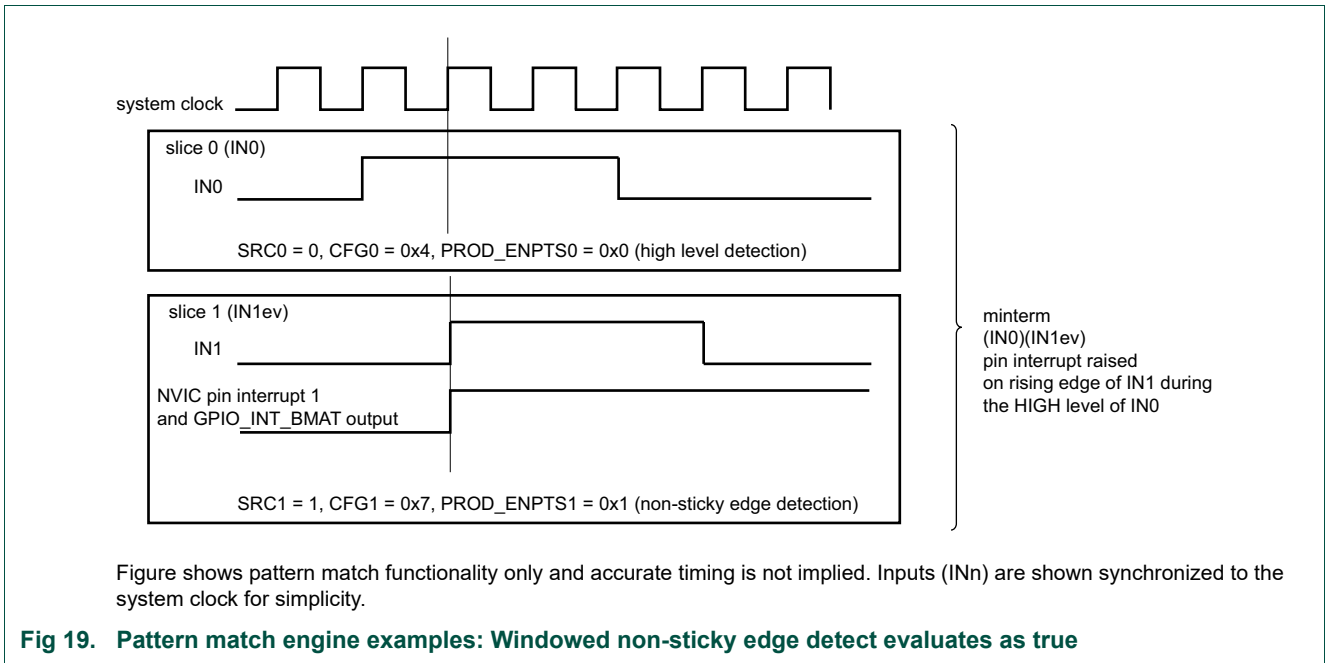 system clock
slice 0 (IN0)
IN0
SRC0 = 0, CFG0 = 0x4, PROD_ENPTS0 = 0x0 (high level detection)
slice 1 (IN1ev)
IN1
NVIC pin interrupt 1
and GPIO_INT_BMAT output
SRC1 = 1, CFG1 = 0x7, PROD_ENPTS1 = 0x1 (non-sticky edge detection)
minterm
(IN0)(IN1ev)
pin interrupt raised
on rising edge of IN1 during
the HIGH level of IN0
Figure shows pattern match functionality only and accurate timing is not implied. Inputs (INn) are shown synchronized to the
system clock for simplicity.
Fig 19. Pattern match engine examples: Windowed non-sticky edge detect evaluates as true